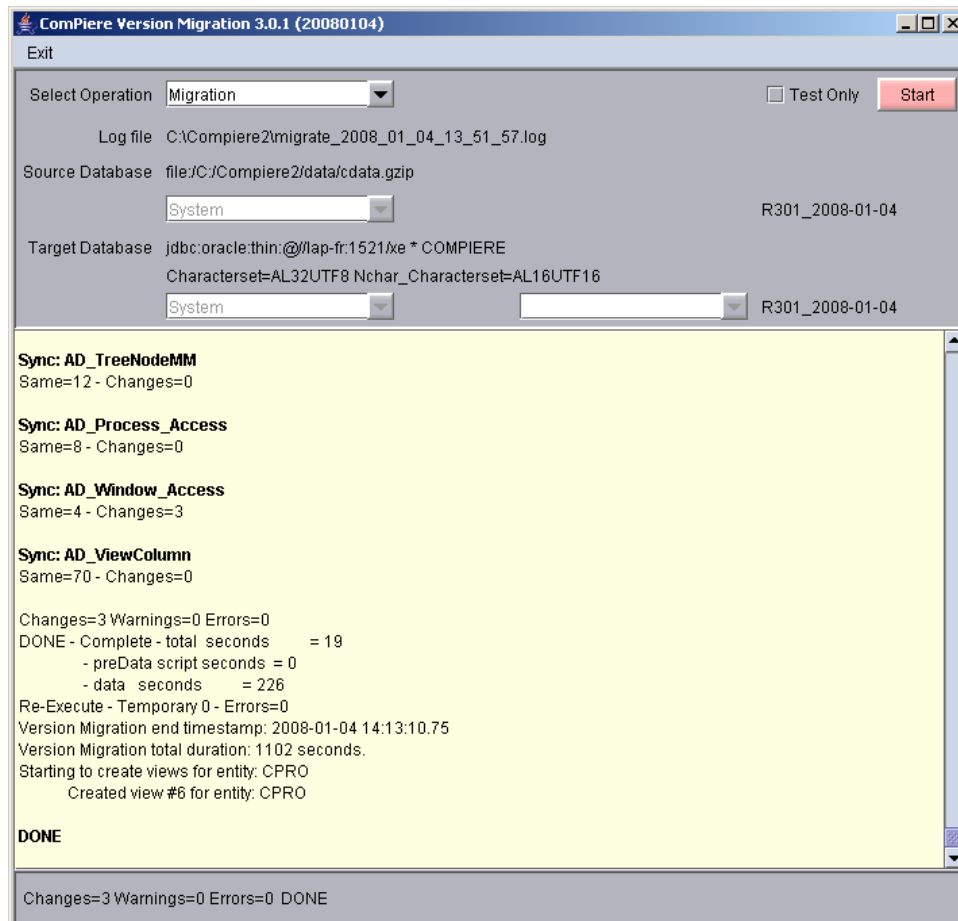 ComPiere Version Migration 3.0.1 (20080104)
Exit
Select Operation Migration Test Only Start
Log file C:\Compiere2\migrate_2008_01_04_13_51_57.log
Source Database file:/C:/Compiere2/data/cdata.gzip
System R301_2008-01-04
Target Database jdbc:oracle:thin:@//lap-fr:1521/xe * COMPIERE
Characterset=AL32UTF8 Nchar_Characterset=AL16UTF16
System R301_2008-01-04
Sync: AD_TreeNodeMM
Same=12 - Changes=0
Sync: AD_Process_Access
Same=8 - Changes=0
Sync: AD_Window_Access
Same=4 - Changes=3
Sync: AD_ViewColumn
Same=70 - Changes=0
Changes=3 Warnings=0 Errors=0
DONE - Complete - total seconds = 19
- preData script seconds = 0
- data seconds = 226
Re-Execute - Temporary 0 - Errors=0
Version Migration end timestamp: 2008-01-04 14:13:10.75
Version Migration total duration: 1102 seconds.
Starting to create views for entity: CPRO
Created view #6 for entity: CPRO
DONE
Changes=3 Warnings=0 Errors=0 DONE